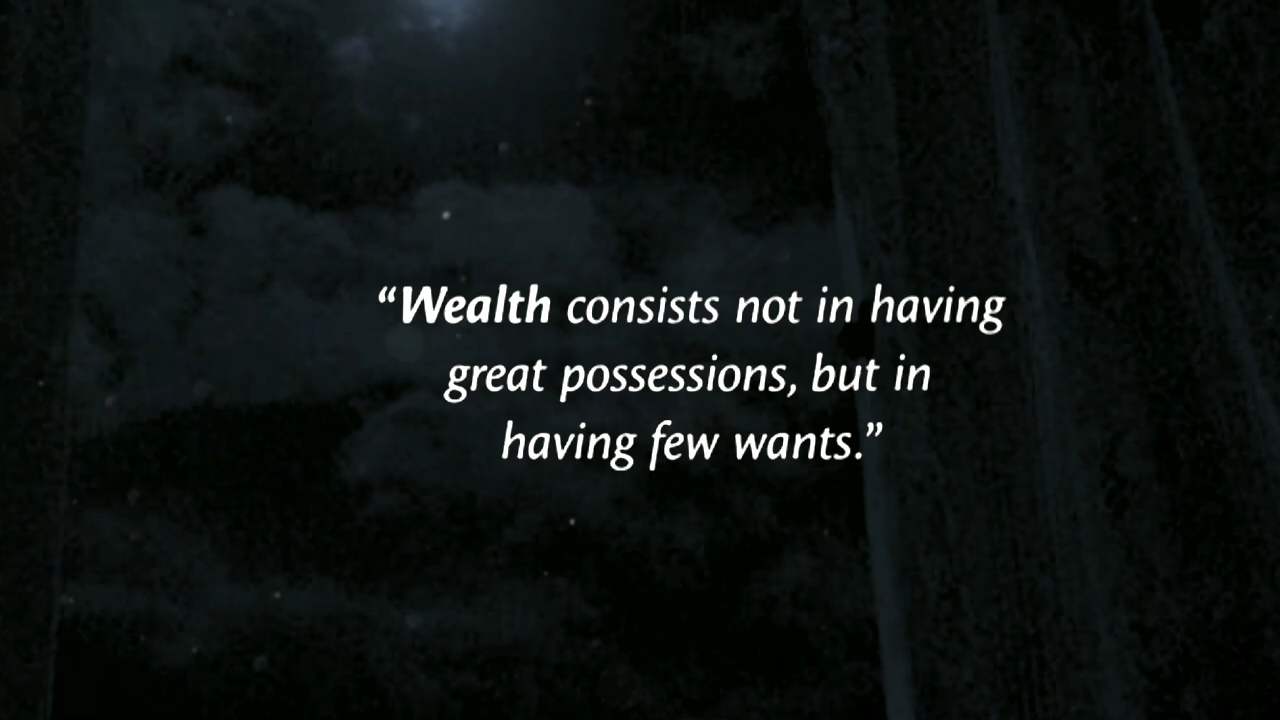 “Wealth consists not in having
great possessions, but in
having few wants.”